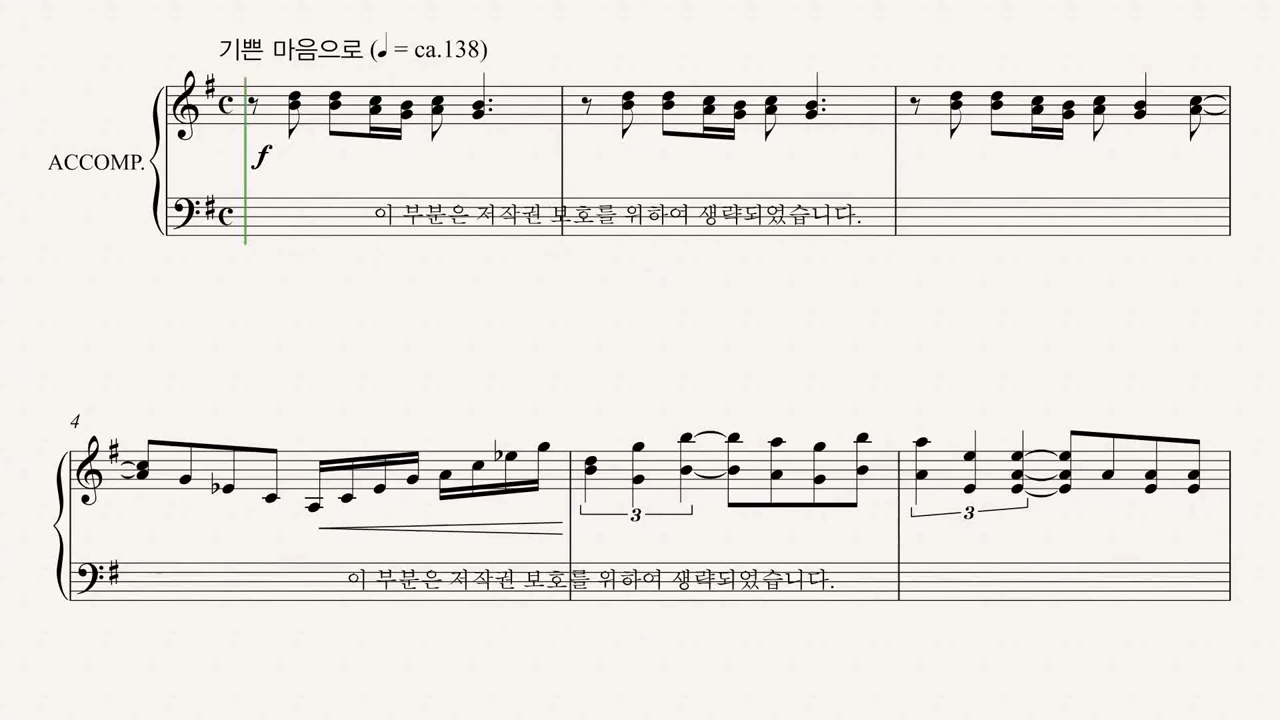 기쁜 마음으로 (♩ = ca.138)
ACCOMP.
f
이 부분은 저작권 보호를 위하여 생략되었습니다.
4
3
3
이 부분은 저작권 보호를 위하여 생략되었습니다.